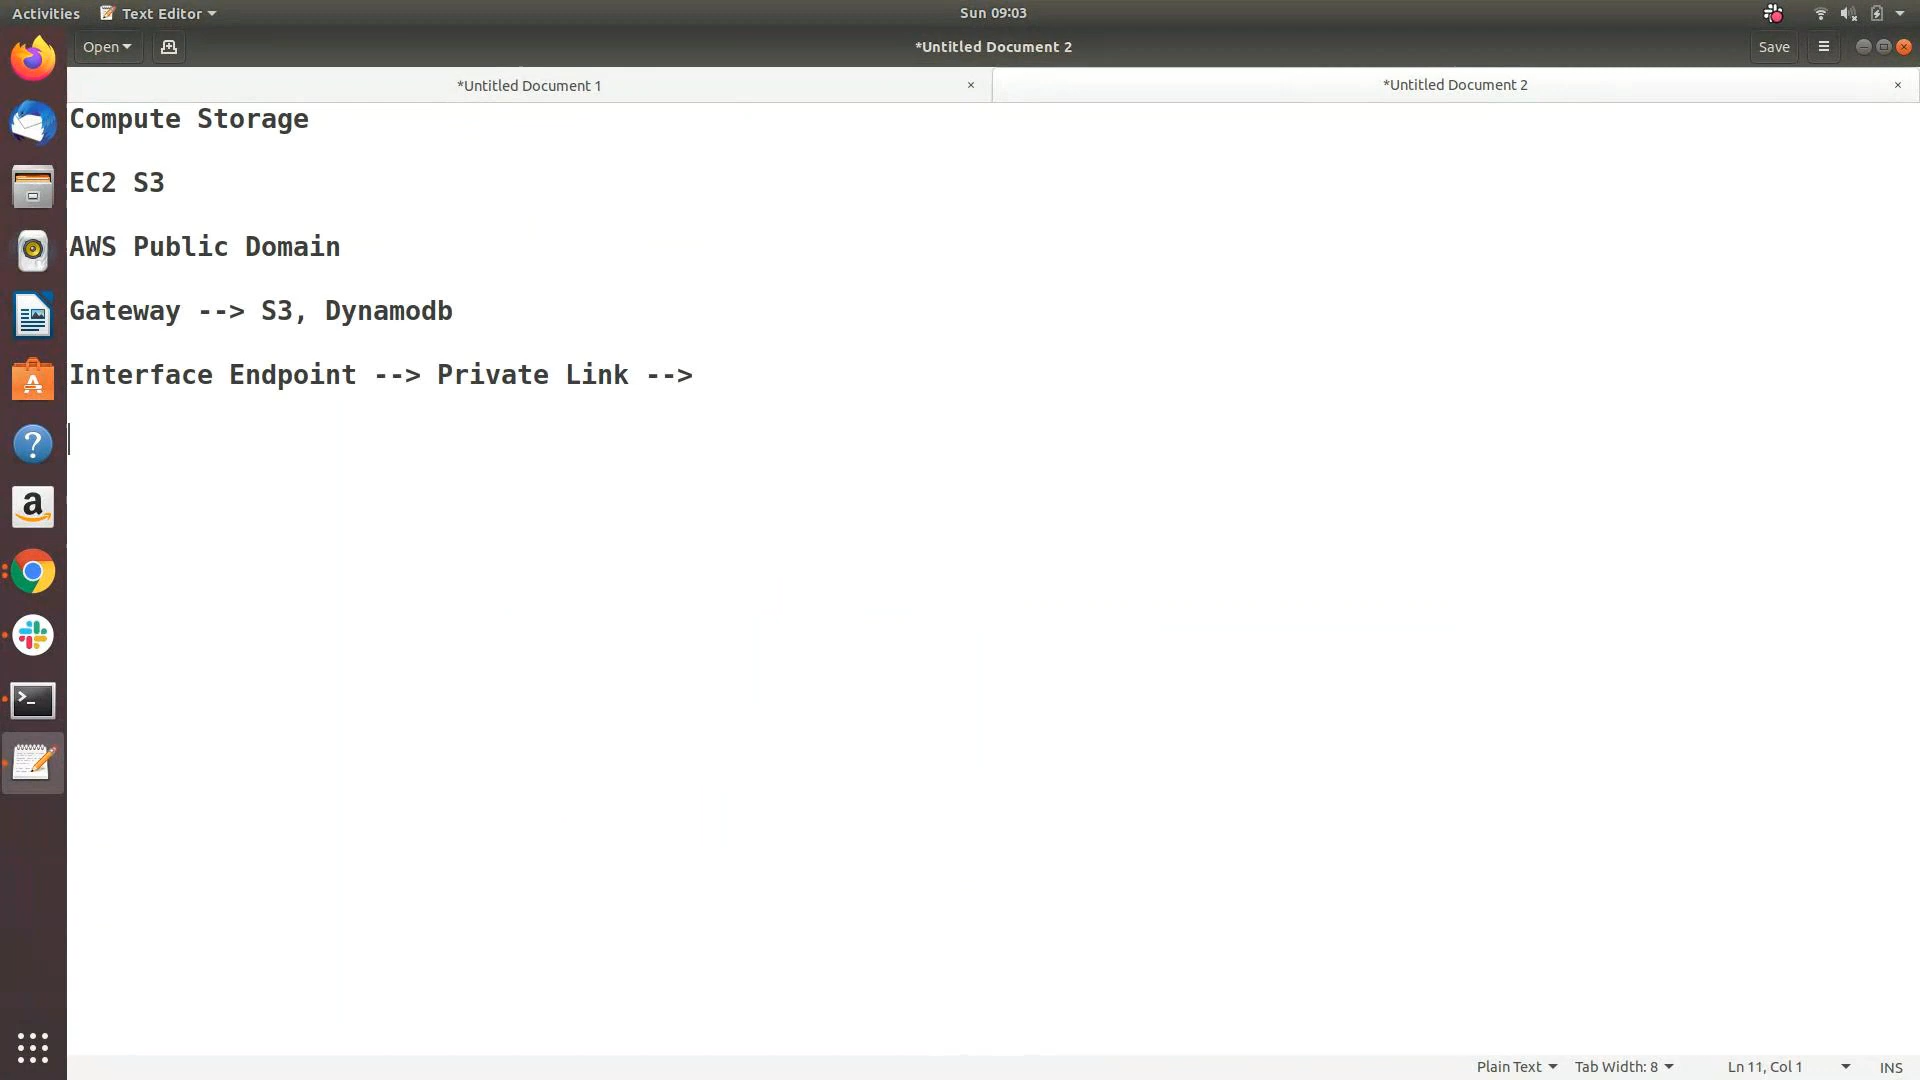 Activities Text Editor Sun 09:03
Open *Untitled Document 2 Save
*Untitled Document 1 × *Untitled Document 2 ×
Compute Storage
EC2 S3
AWS Public Domain
Gateway --> S3, Dynamodb
Interface Endpoint --> Private Link -->
Plain Text Tab Width: 8 Ln 11, Col 1 INS